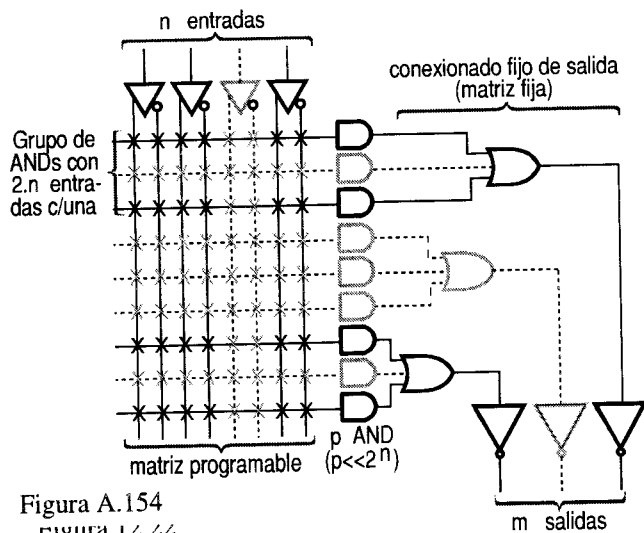 n entradas
conexionado fijo de salida
(matriz fija)
Grupo de
ANDs con
2.n entra-
das c/una
p AND
(p<<2ⁿ)
matriz programable
Figura A.154
m salidas